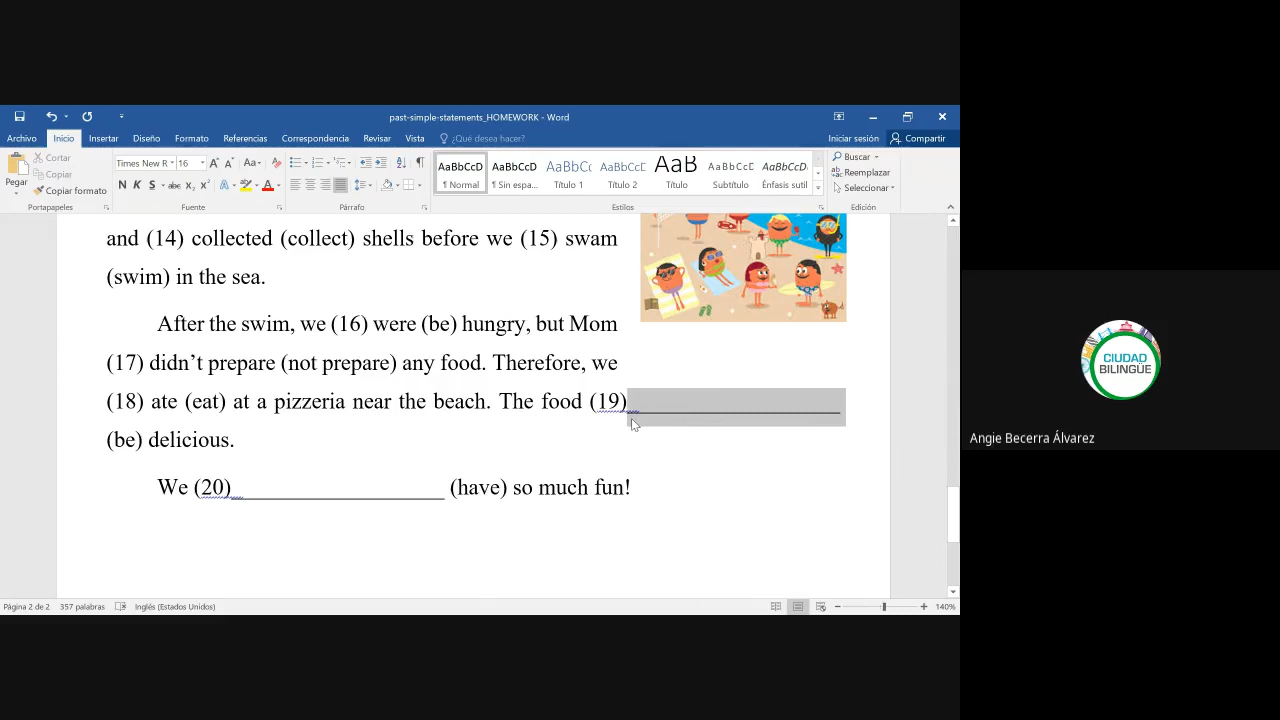 past-simple-statements_HOMEWORK - Word
Archivo Inicio Insertar Diseño Formato Referencias Correspondencia Revisar Vista ¿Qué desea hacer? Iniciar sesión Compartir
Pegar
Cortar
Copiar
Copiar formato
Portapapeles
Times New R 16
N K S abc x₂ x²
Fuente
Párrafo
AaBbCcD AaBbCcD AaBbCc AaBbCcE AaB AaBbCcC AaBbCcD
¶ Normal ¶ Sin espa... Título 1 Título 2 Título Subtítulo Énfasis sutil
Estilos
Buscar
Reemplazar
Seleccionar
Edición
and (14) collected (collect) shells before we (15) swam
(swim) in the sea.
After the swim, we (16) were (be) hungry, but Mom
(17) didn’t prepare (not prepare) any food. Therefore, we
(18) ate (eat) at a pizzeria near the beach. The food (19)____________________
(be) delicious.
We (20)____________________ (have) so much fun!
Página 2 de 2 357 palabras Inglés (Estados Unidos) 140%
CIUDAD
BILINGÜE
Angie Becerra Álvarez